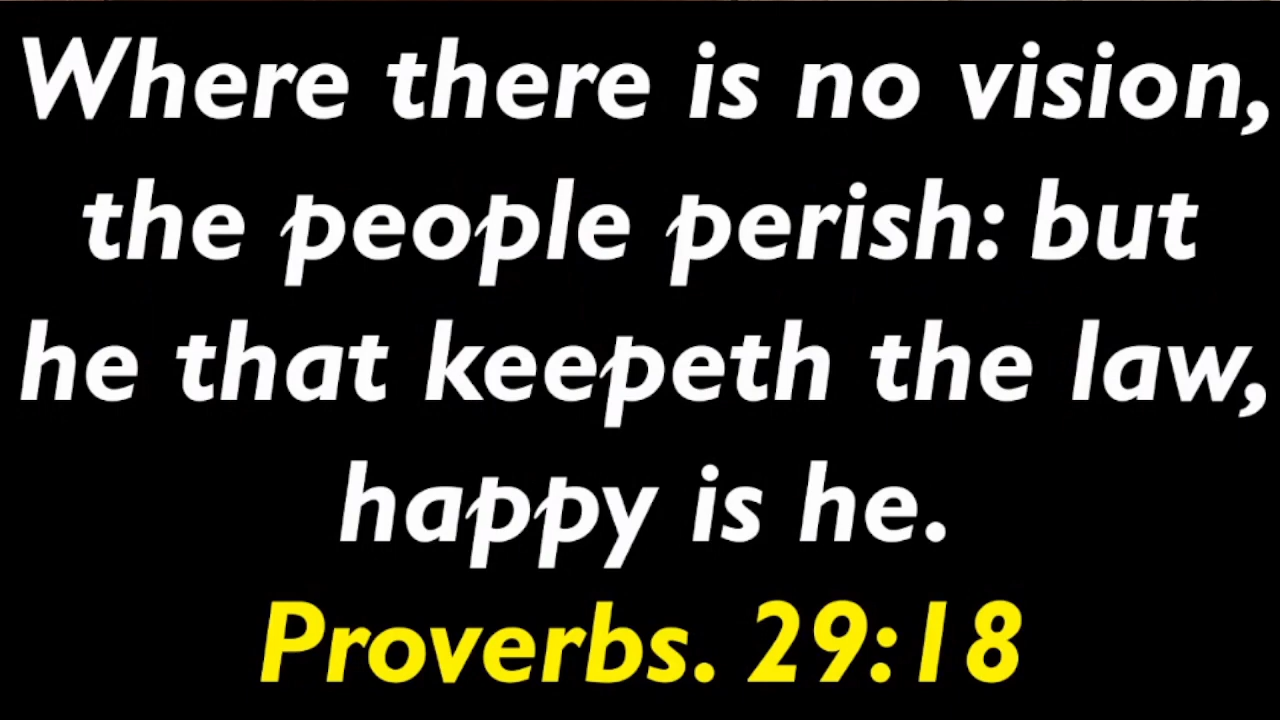 Where there is no vision,
the people perish: but
he that keepeth the law,
happy is he.
Proverbs. 29:18